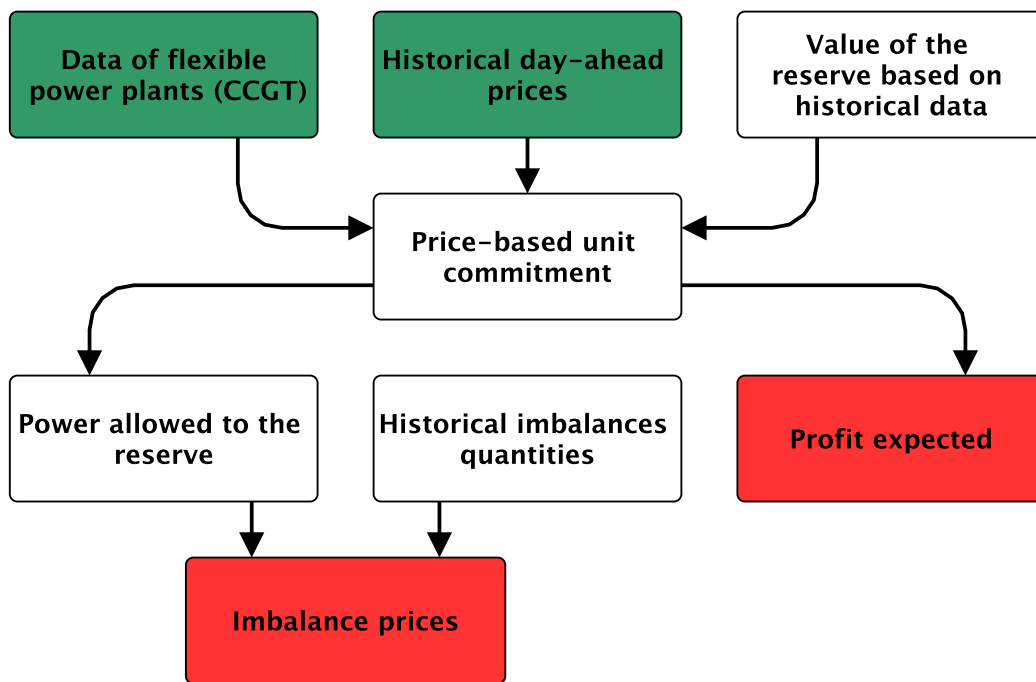 Data of flexible
power plants (CCGT)
Historical day-ahead
prices
Value of the
reserve based on
historical data
Price-based unit
commitment
Power allowed to the
reserve
Historical imbalances
quantities
Profit expected
Imbalance prices